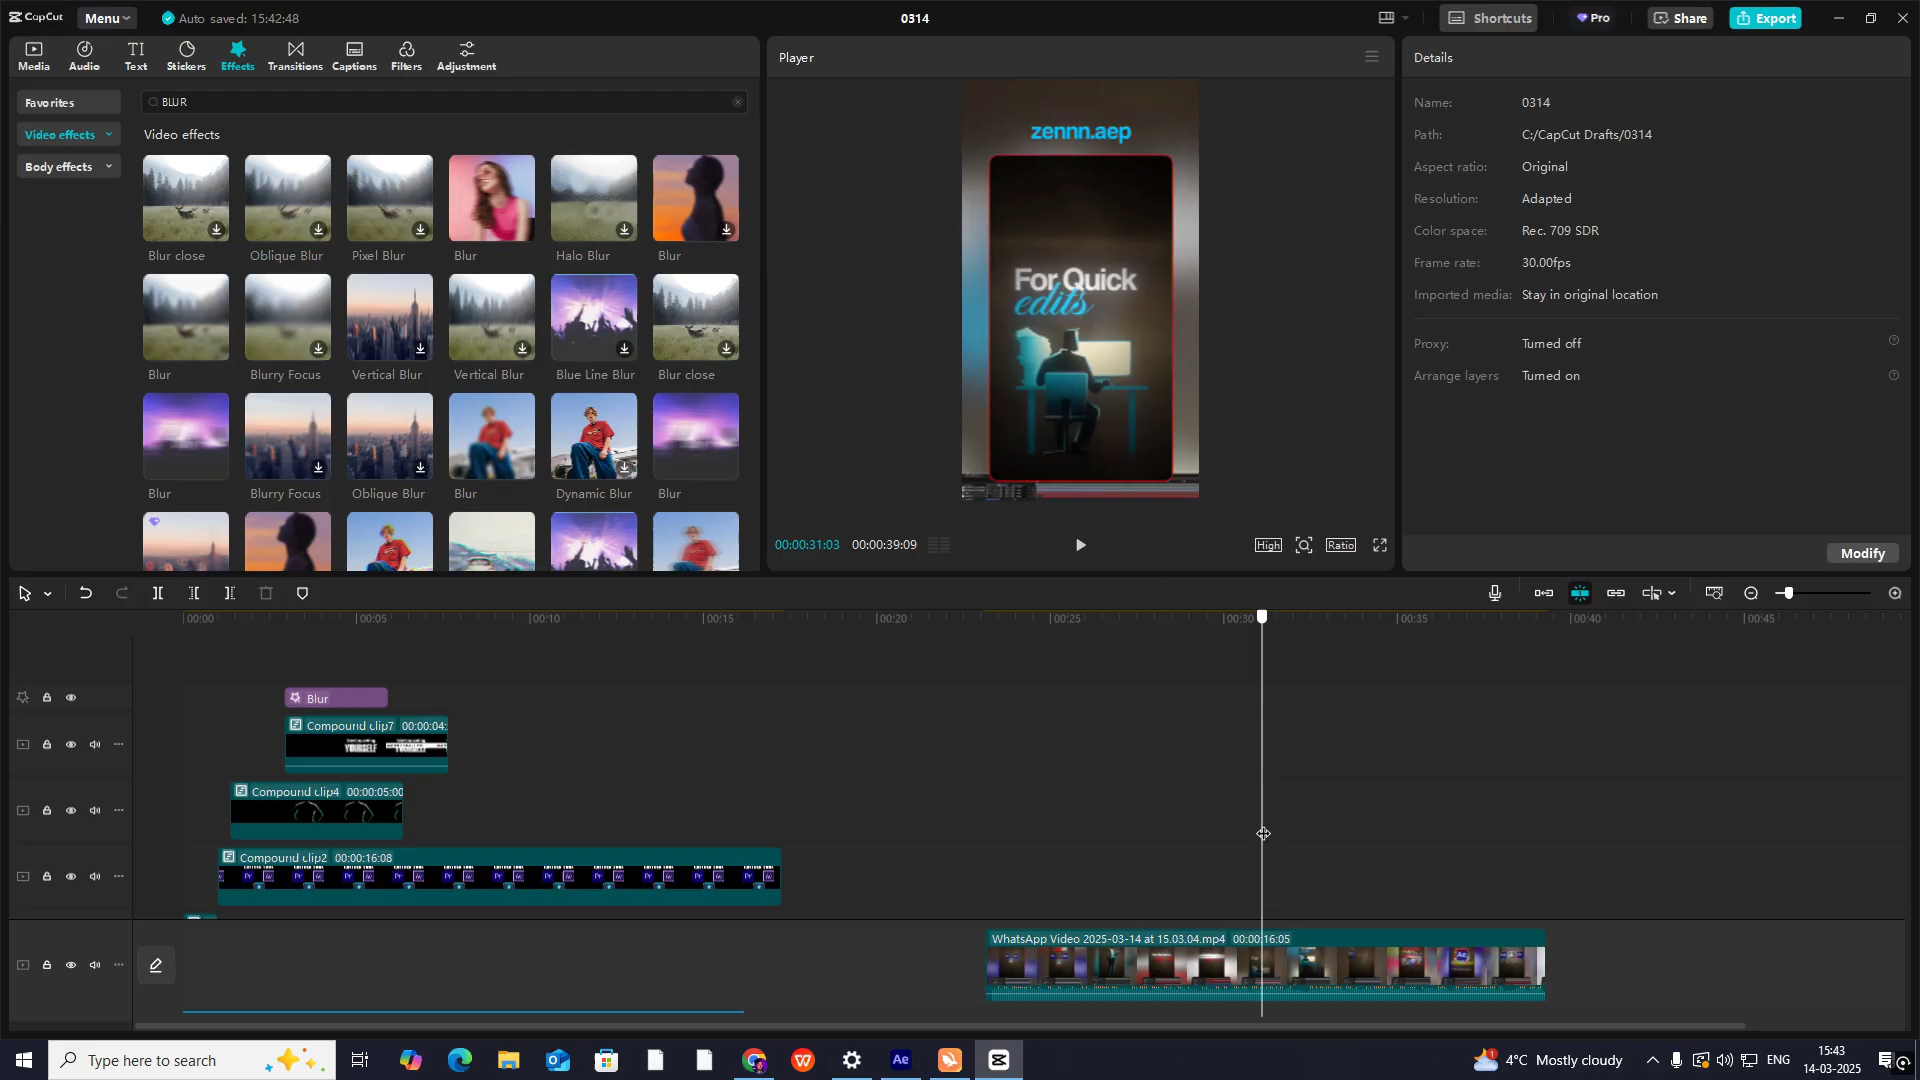 CapCut
Menu
Auto saved: 15:42:48
0314
Shortcuts
Pro
Share
Export
Media
Audio
Text
Stickers
Effects
Transitions
Captions
Filters
Adjustment
Player
Details
Favorites
BLUR
Video effects
Video effects
Body effects
Blur close
Oblique Blur
Pixel Blur
Blur
Halo Blur
Blur
Blur
Blurry Focus
Vertical Blur
Vertical Blur
Blue Line Blur
Blur close
Blur
Blurry Focus
Oblique Blur
Blur
Dynamic Blur
Blur
zennn.aep
For Quick
edits
00:00:31:03
00:00:39:09
High
Ratio
Name: 0314
Path: C:/CapCut Drafts/0314
Aspect ratio: Original
Resolution: Adapted
Color space: Rec. 709 SDR
Frame rate: 30.00fps
Imported media: Stay in original location
Proxy: Turned off
Arrange layers Turned on
Modify
00:00
00:05
00:10
00:15
00:20
00:25
00:30
00:35
00:40
00:45
Blur
Compound clip7 00:00:04:
YOURSELF
YOURSELF
Compound clip4 00:00:05:00
Compound clip2 00:00:16:08
WhatsApp Video 2025-03-14 at 15.03.04.mp4 00:00:16:05
Type here to search
Ae
4°C Mostly cloudy
ENG
15:43
14-03-2025